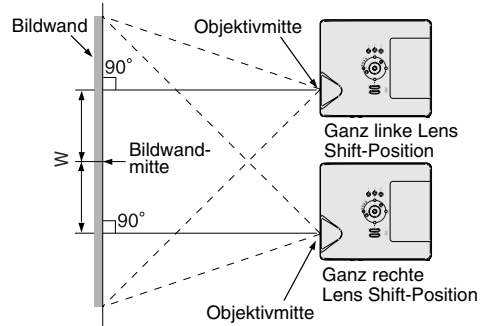 Bildwand
Objektivmitte
90°
Ganz linke Lens
Shift-Position
W
Bildwand-
mitte
90°
Ganz rechte
Lens Shift-Position
Objektivmitte